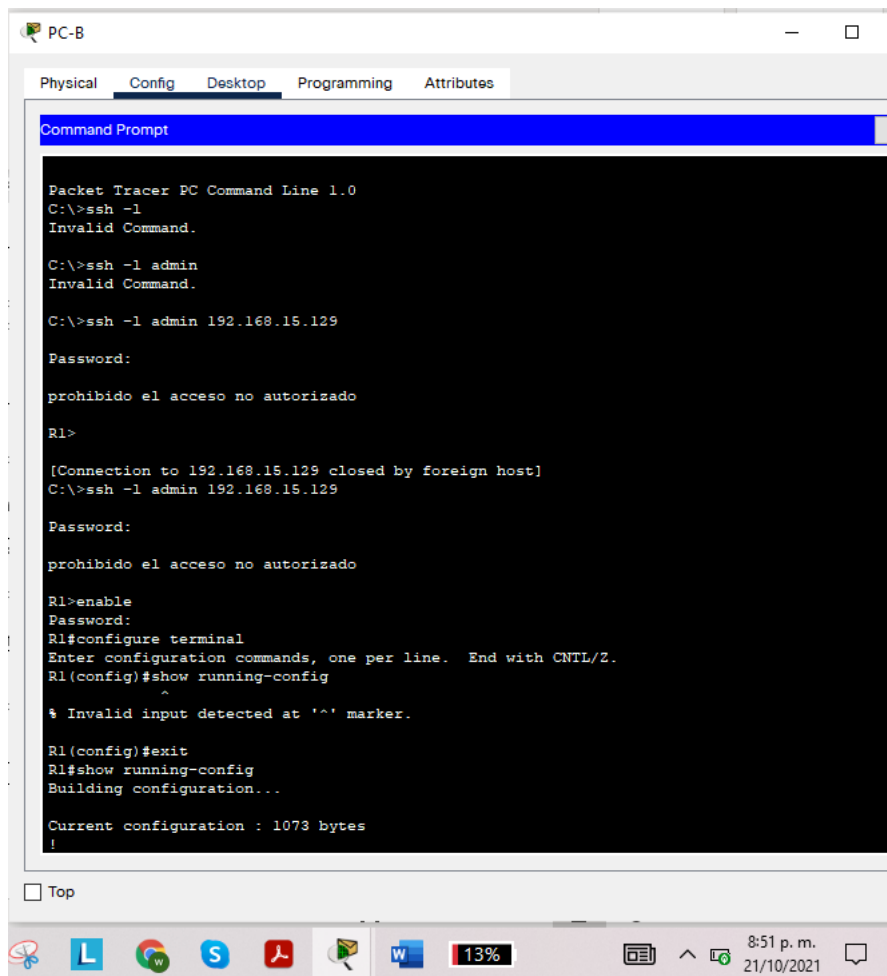 PC-B
Physical Config Desktop Programming Attributes
Command Prompt
Packet Tracer PC Command Line 1.0
C:\>ssh -l
Invalid Command.
C:\>ssh -l admin
Invalid Command.
C:\>ssh -l admin 192.168.15.129
Password:
prohibido el acceso no autorizado
R1>
[Connection to 192.168.15.129 closed by foreign host]
C:\>ssh -l admin 192.168.15.129
Password:
prohibido el acceso no autorizado
R1>enable
Password:
R1#configure terminal
Enter configuration commands, one per line.  End with CNTL/Z.
R1(config)#show running-config
^
% Invalid input detected at '^' marker.
R1(config)#exit
R1#show running-config
Building configuration...
Current configuration : 1073 bytes
!
Top
L
w
S
W
13%
8:51 p. m.
21/10/2021